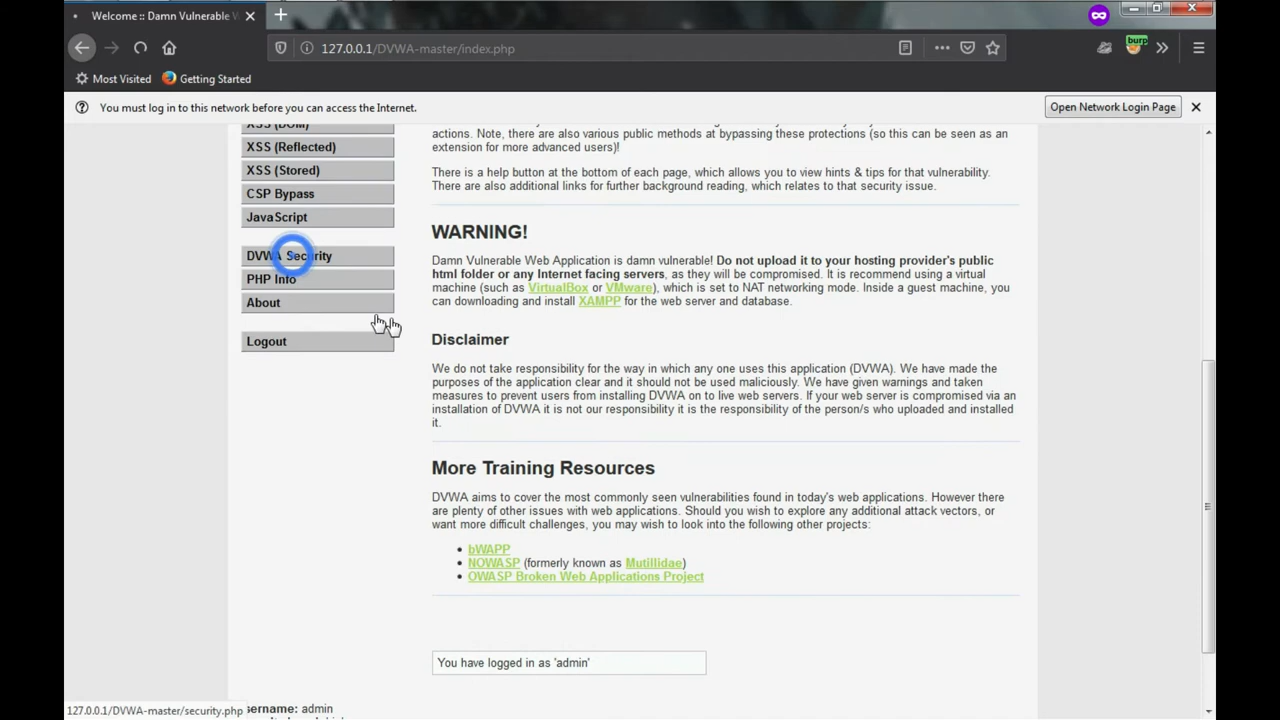 Welcome :: Damn Vulnerable W
127.0.0.1/DVWA-master/index.php
burp
Most Visited
Getting Started
You must log in to this network before you can access the Internet.
Open Network Login Page
XSS (DOM)
XSS (Reflected)
XSS (Stored)
CSP Bypass
JavaScript
DVWA Security
PHP Info
About
Logout
actions. Note, there are also various public methods at bypassing these protections (so this can be seen as an
extension for more advanced users)!
There is a help button at the bottom of each page, which allows you to view hints & tips for that vulnerability.
There are also additional links for further background reading, which relates to that security issue.
WARNING!
Damn Vulnerable Web Application is damn vulnerable! Do not upload it to your hosting provider's public
html folder or any Internet facing servers, as they will be compromised. It is recommend using a virtual
machine (such as VirtualBox or VMware), which is set to NAT networking mode. Inside a guest machine, you
can downloading and install XAMPP for the web server and database.
Disclaimer
We do not take responsibility for the way in which any one uses this application (DVWA). We have made the
purposes of the application clear and it should not be used maliciously. We have given warnings and taken
measures to prevent users from installing DVWA on to live web servers. If your web server is compromised via an
installation of DVWA it is not our responsibility it is the responsibility of the person/s who uploaded and installed
it.
More Training Resources
DVWA aims to cover the most commonly seen vulnerabilities found in today's web applications. However there
are plenty of other issues with web applications. Should you wish to explore any additional attack vectors, or
want more difficult challenges, you may wish to look into the following other projects:
• bWAPP
• NOWASP (formerly known as Mutillidae)
• OWASP Broken Web Applications Project
You have logged in as 'admin'
127.0.0.1/DVWA-master/security.php
sername: admin